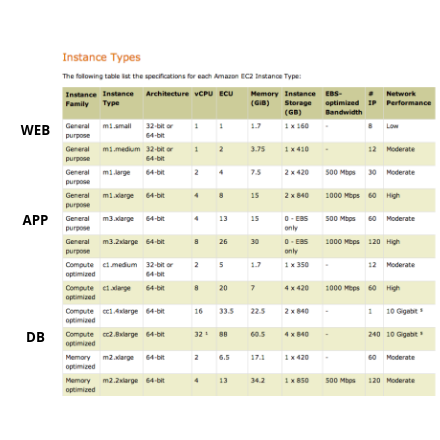 Instance Types
The following table list the specifications for each Amazon EC2 Instance Type:
Instance Family Instance Type Architecture vCPU ECU Memory (GiB) Instance Storage (GB) EBS-optimized Bandwidth # IP Network Performance
WEB
General purpose m1.small 32-bit or 64-bit 1 1 1.7 1 x 160 - 8 Low
General purpose m1.medium 32-bit or 64-bit 1 2 3.75 1 x 410 - 12 Moderate
General purpose m1.large 64-bit 2 4 7.5 2 x 420 500 Mbps 30 Moderate
General purpose m1.xlarge 64-bit 4 8 15 2 x 840 1000 Mbps 60 High
APP
General purpose m3.xlarge 64-bit 4 13 15 0 - EBS only 500 Mbps 60 Moderate
General purpose m3.2xlarge 64-bit 8 26 30 0 - EBS only 1000 Mbps 120 High
Compute optimized c1.medium 32-bit or 64-bit 2 5 1.7 1 x 350 - 12 Moderate
Compute optimized c1.xlarge 64-bit 8 20 7 4 x 420 1000 Mbps 60 High
Compute optimized cc1.4xlarge 64-bit 16 33.5 22.5 2 x 840 - 1 10 Gigabit
DB
Compute optimized cc2.8xlarge 64-bit 32 88 60.5 4 x 840 - 240 10 Gigabit
Memory optimized m2.xlarge 64-bit 2 6.5 17.1 1 x 420 - 60 Moderate
Memory optimized m2.2xlarge 64-bit 4 13 34.2 1 x 850 500 Mbps 120 Moderate